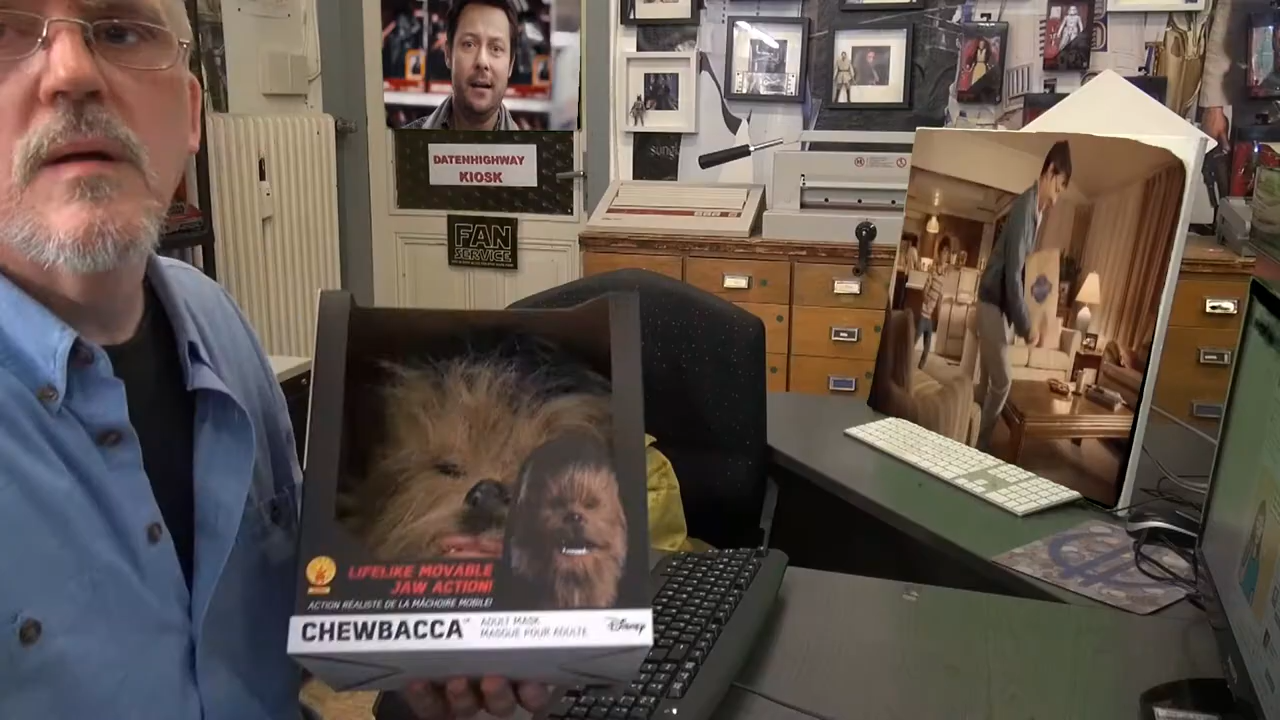 DATENHIGHWAY
KIOSK
FAN
SERVICE
LIFELIKE MOVABLE
JAW ACTION!
ACTION RÉALISTE DE LA MÂCHOIRE MOBILE!
CHEWBACCA
ADULT MASK
MASQUE POUR ADULTE
Disney